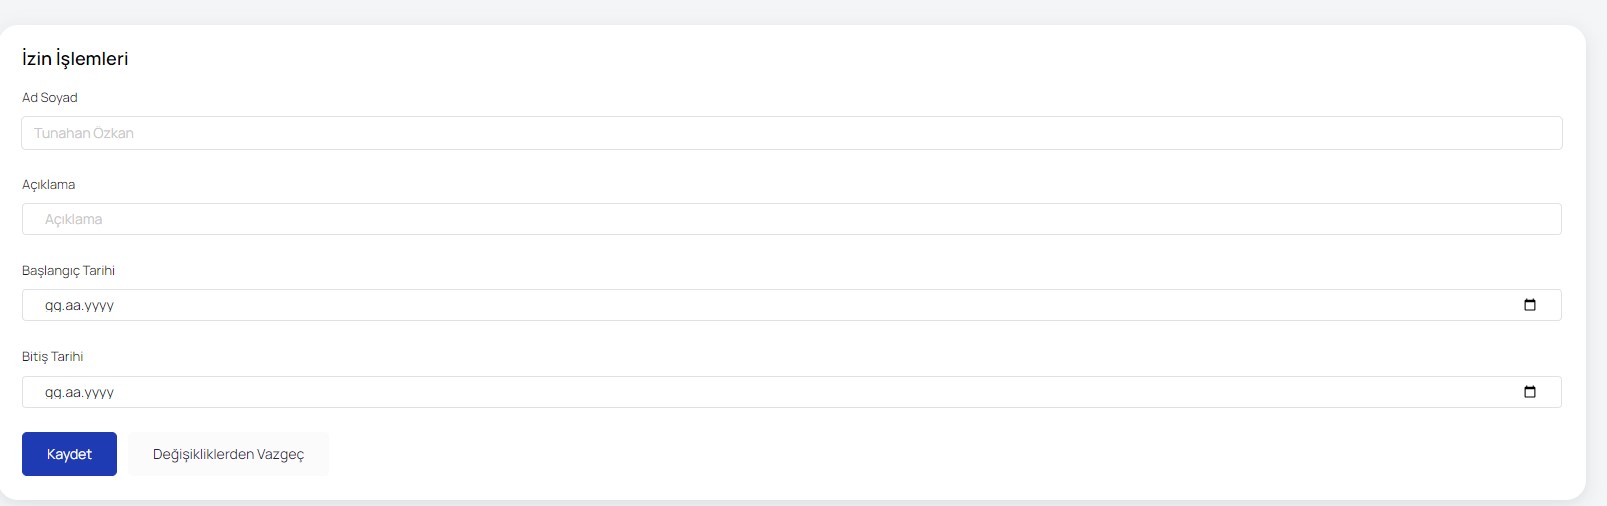 İzin İşlemleri
Ad Soyad
Tunahan Özkan
Açıklama
Açıklama
Başlangıç Tarihi
gg.aa.yyyy
Bitiş Tarihi
gg.aa.yyyy
Kaydet Değişikliklerden Vazgeç